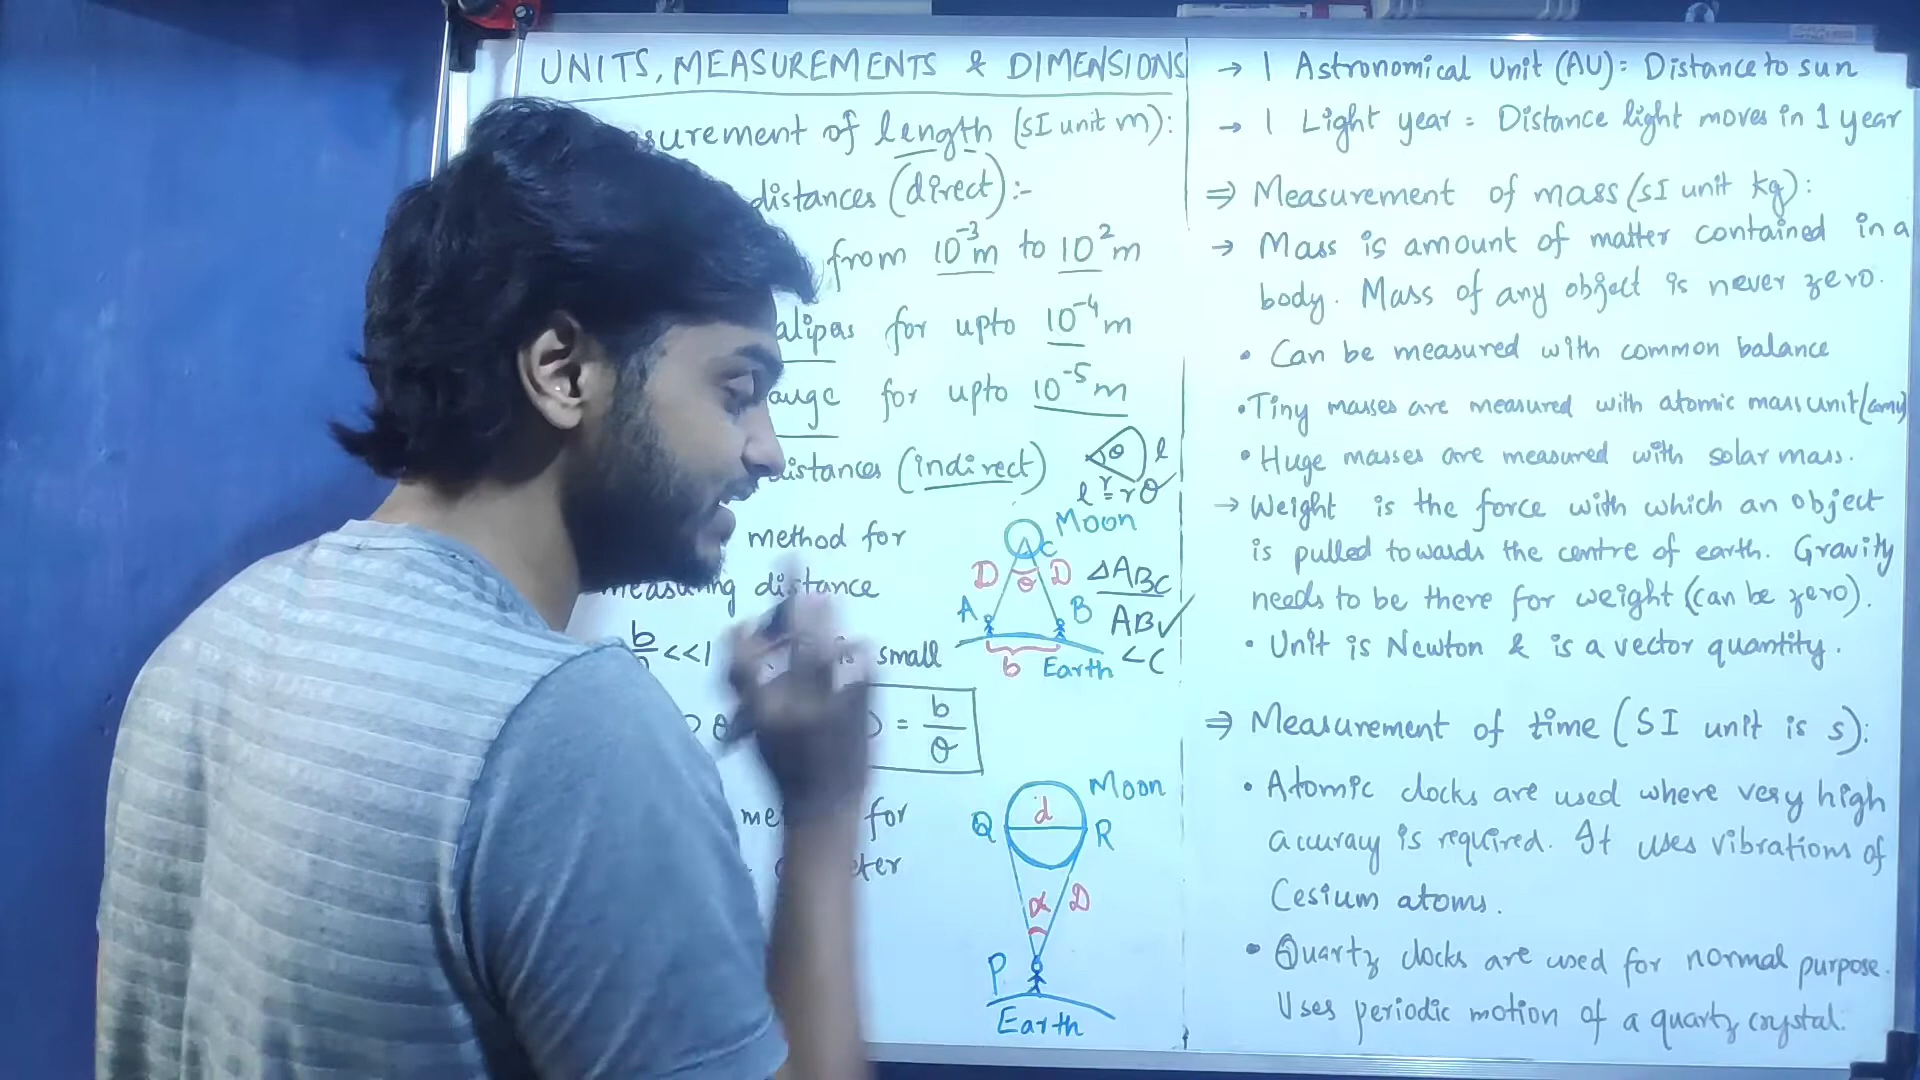 UNITS, MEASUREMENTS & DIMENSIONS
surement of length (SI unit m):
distances (direct):-
from 10⁻³m to 10²m
alipers for upto 10⁻⁴m
auge for upto 10⁻⁵m
distances (indirect)
θ l
r
l = rθ
method for
measuring distance
b
<<1 is small
D = b/θ
Moon
C
D θ D
A B
b Earth
ΔABC
AB✓
∠C
for
Moon
d
Q R
α D
P
Earth
→ 1 Astronomical Unit (AU) = Distance to sun
→ 1 Light year = Distance light moves in 1 year
⇒ Measurement of mass (SI unit kg):
→ Mass is amount of matter contained in a
body. Mass of any object is never zero.
• Can be measured with common balance
• Tiny masses are measured with atomic mass unit (amu)
• Huge masses are measured with solar mass.
→ Weight is the force with which an object
is pulled towards the centre of earth. Gravity
needs to be there for weight (can be zero).
• Unit is Newton & is a vector quantity.
⇒ Measurement of time (SI unit is s):
• Atomic clocks are used where very high
accuracy is required. It uses vibrations of
Cesium atoms.
• Quartz clocks are used for normal purpose.
Uses periodic motion of a quartz crystal.